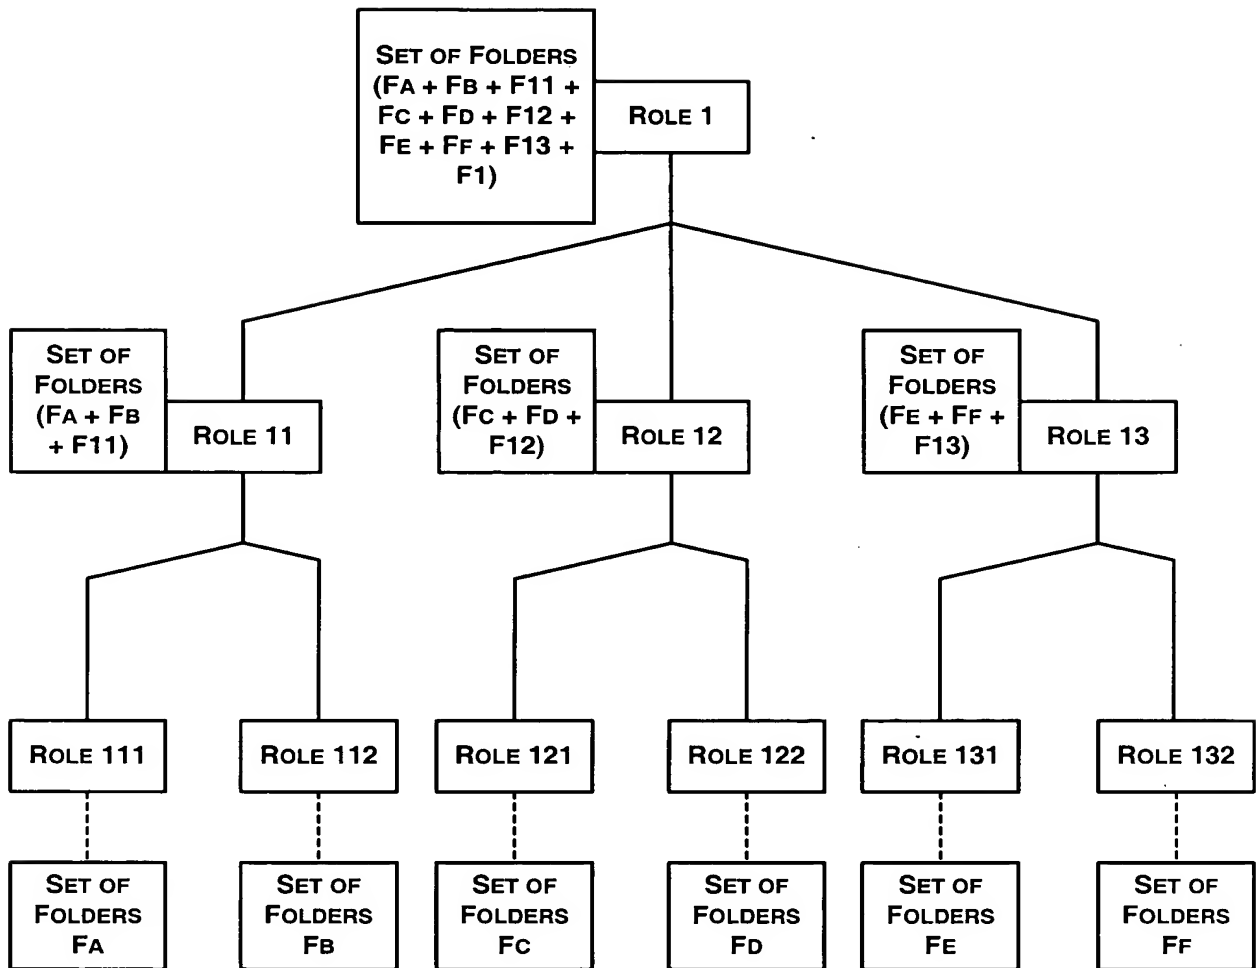 SET OF FOLDERS
(FA + FB + F11 +
FC + FD + F12 +
FE + FF + F13 +
F1)
ROLE 1
SET OF
FOLDERS
(FA + FB
+ F11)
ROLE 11
SET OF
FOLDERS
(FC + FD +
F12)
ROLE 12
SET OF
FOLDERS
(FE + FF +
F13)
ROLE 13
ROLE 111
ROLE 112
ROLE 121
ROLE 122
ROLE 131
ROLE 132
SET OF
FOLDERS
FA
SET OF
FOLDERS
FB
SET OF
FOLDERS
FC
SET OF
FOLDERS
FD
SET OF
FOLDERS
FE
SET OF
FOLDERS
FF